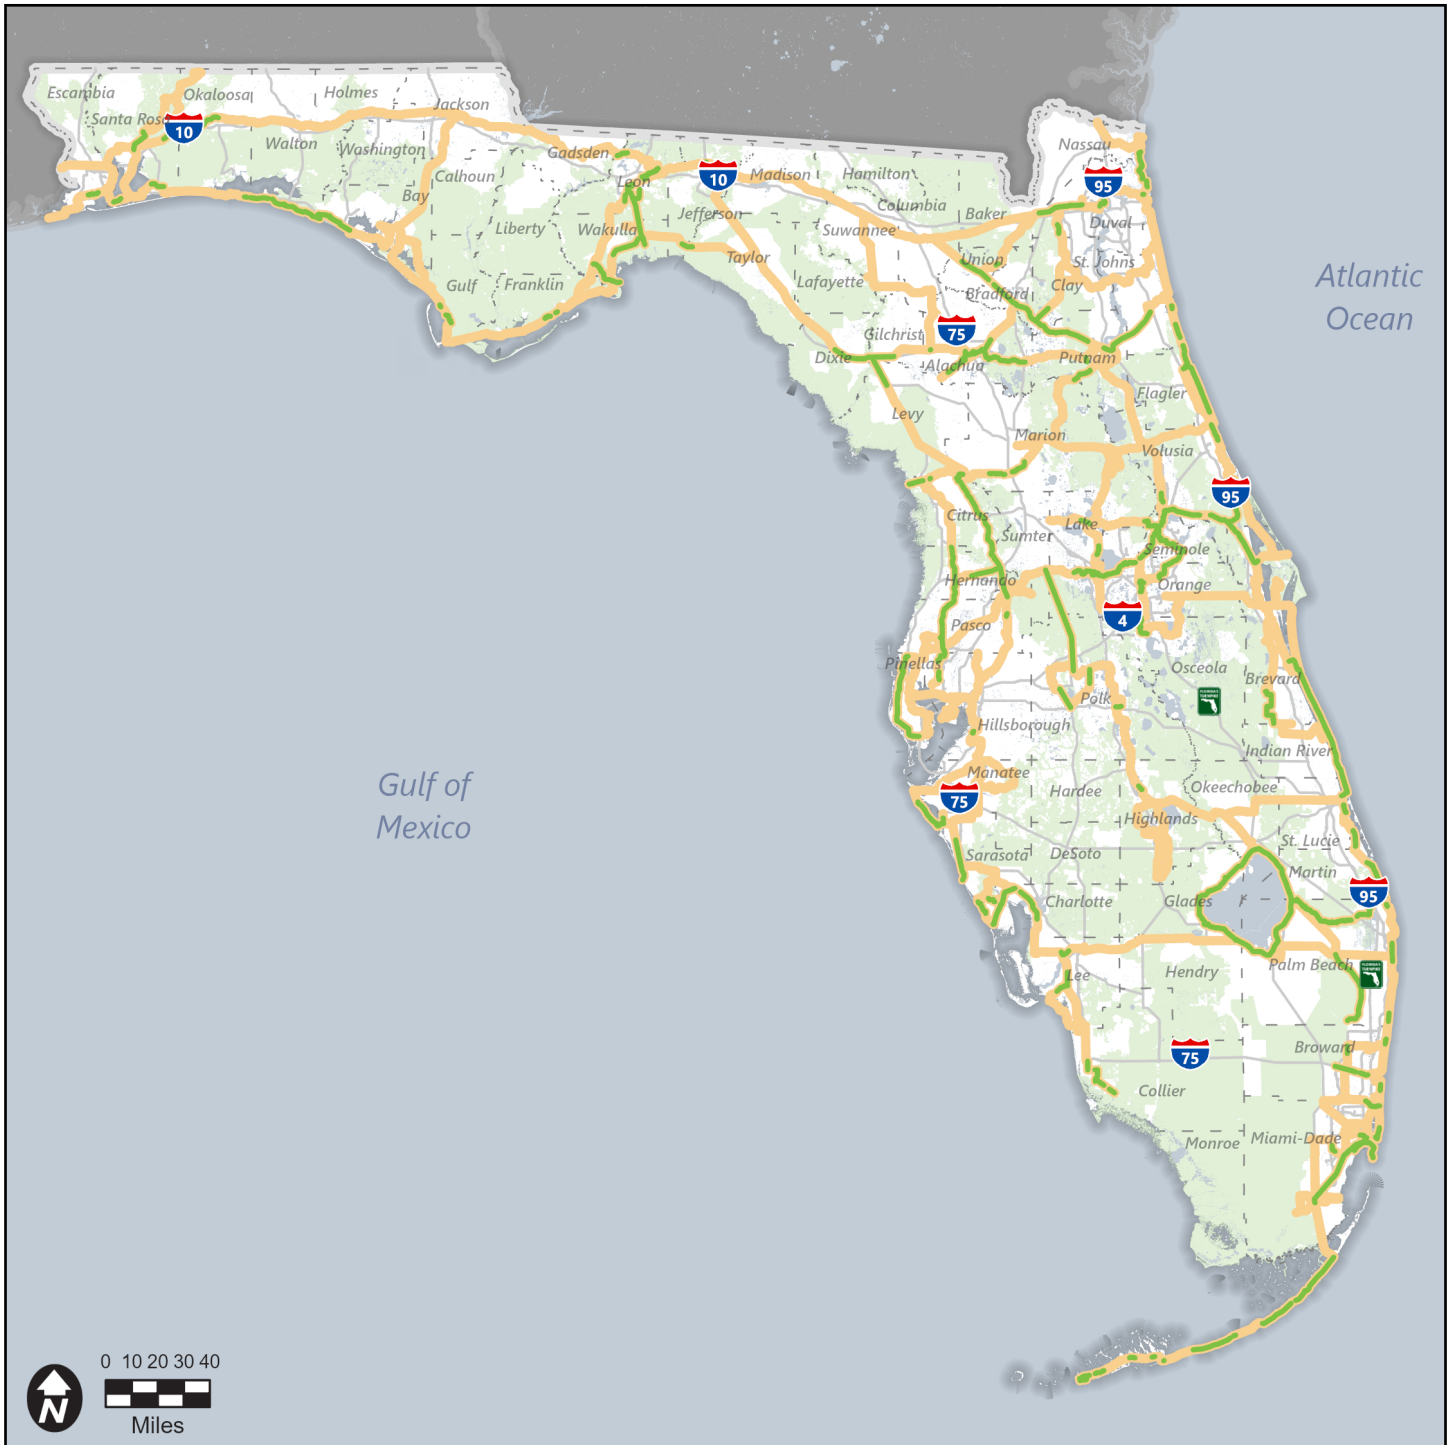 Escambia
Okaloosa
Holmes
Jackson
Santa Rosa
10
Walton
Washington
Gadsden
Calhoun
Leon
10
Madison
Hamilton
Nassau
95
Bay
Liberty
Wakulla
Jefferson
Suwannee
Columbia
Baker
Duval
Gulf
Franklin
Taylor
Lafayette
Union
Bradford
Clay
St. Johns
Atlantic
Ocean
Dixie
Gilchrist
75
Alachua
Putnam
Flagler
Levy
Marion
Volusia
95
Citrus
Sumter
Lake
Seminole
Hernando
Orange
4
Pasco
Pinellas
Polk
Osceola
FLORIDA'S
TURNPIKE
Brevard
Hillsborough
Indian River
Gulf of
Mexico
Manatee
75
Hardee
Okeechobee
Highlands
Sarasota
DeSoto
St. Lucie
Martin
95
Charlotte
Glades
Lee
Hendry
Palm Beach
FLORIDA'S
TURNPIKE
Broward
75
Collier
Monroe
Miami-Dade
0 10 20 30 40
N
Miles